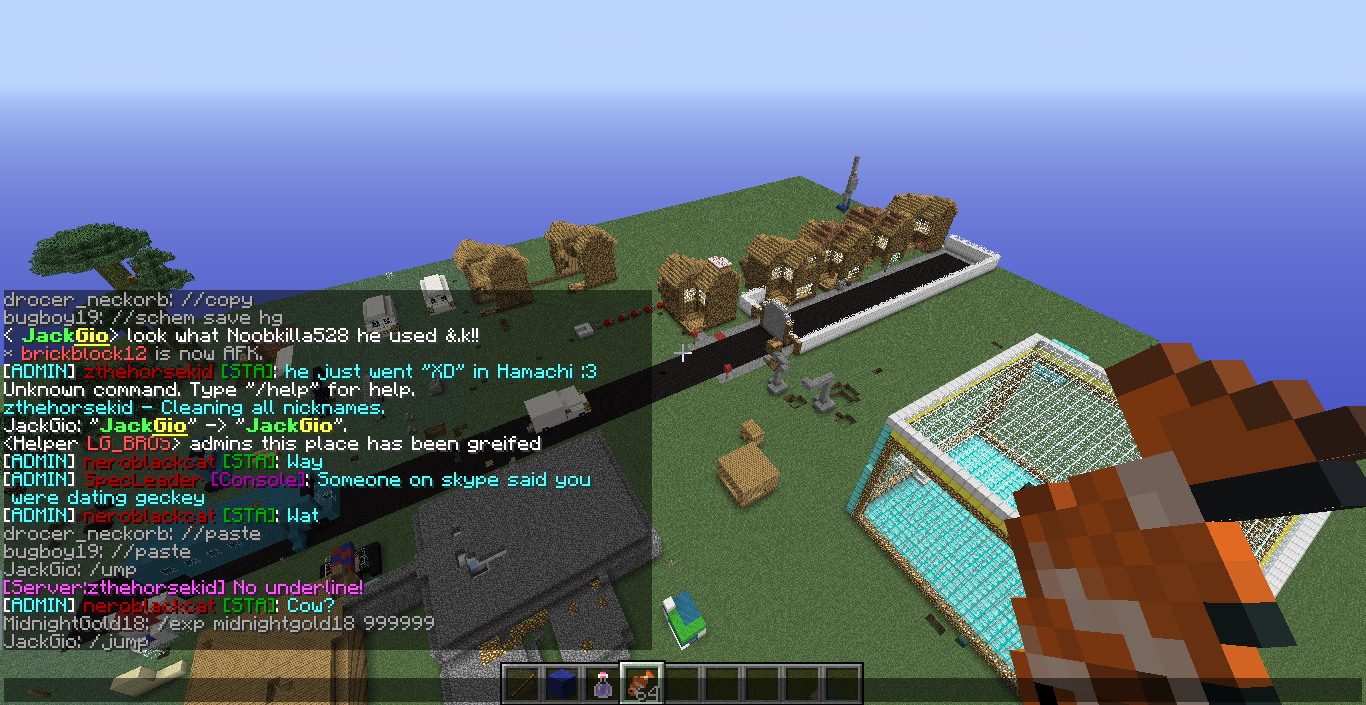 drocer_neckorb: //copy
bugboy19: //schem save hg
< JackGio> look what Noobkilla528 he used &k!!
* brickblock12 is now AFK.
[ADMIN] zthehorsekid [STA]: he just went "XD" in Hamachi :3
Unknown command. Type "/help" for help.
zthehorsekid - Cleaning all nicknames.
JackGio: "JackGio" -> "JackGio".
<Helper LG_BROS> admins this place has been greifed
[ADMIN] neroblackcat [STA]: Way
[ADMIN] SpecLeader [Console]: Someone on skype said you
were dating geckey
[ADMIN] neroblackcat [STA]: Wat
drocer_neckorb: //paste
bugboy19: //paste
JackGio: /ump
[Server:zthehorsekid] No underline!
[ADMIN] neroblackcat [STA]: Cow?
MidnightGold18: /exp midnightgold18 999999
JackGio: /jump
64